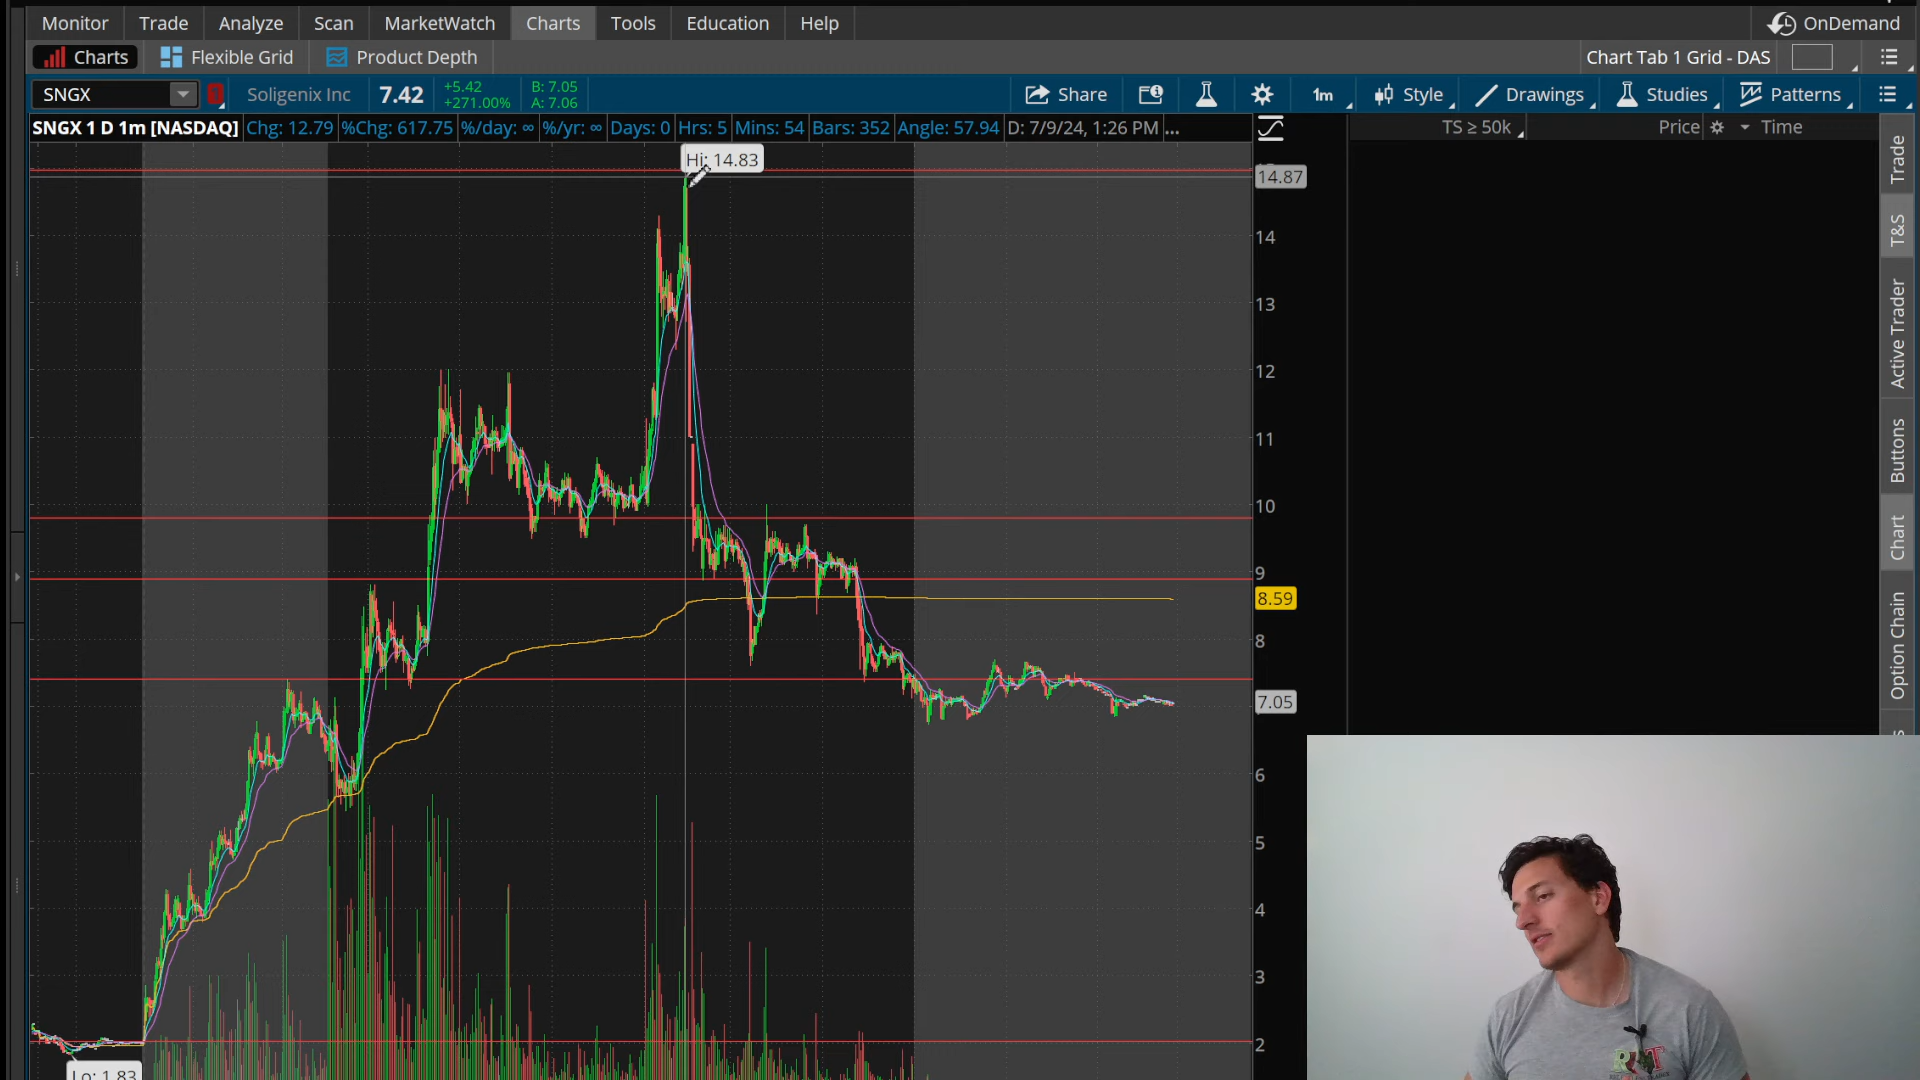 Monitor Trade Analyze Scan MarketWatch Charts Tools Education Help OnDemand
Charts Flexible Grid Product Depth Chart Tab 1 Grid - DAS
SNGX Soligenix Inc 7.42 +5.42 B: 7.05 Share 1m Style Drawings Studies Patterns
+271.00% A: 7.06
SNGX 1 D 1m [NASDAQ] Chg: 12.79 %Chg: 617.75 %/day: ∞ %/yr: ∞ Days: 0 Hrs: 5 Mins: 54 Bars: 352 Angle: 57.94 D: 7/9/24, 1:26 PM ... TS ≥ 50k Price Time
Hi: 14.83
14.87
14
13
12
11
10
9
8.59
8
7.05
6
5
4
3
2
Lo: 1.83
Trade
T&S
Active Trader
Buttons
Chart
Option Chain